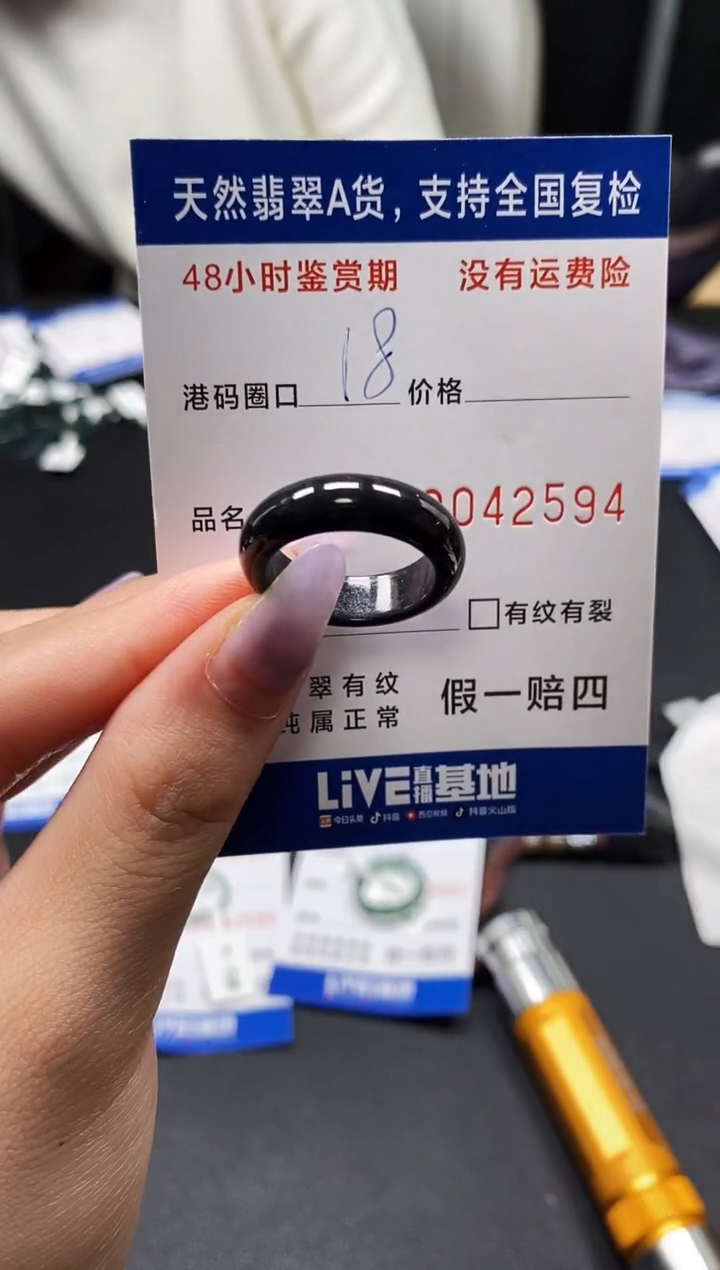 天然翡翠A货，支持全国复检
48小时鉴赏期 没有运费险
港码圈口 18 价格
品名 042594
有纹有裂
翠有纹
纯属正常
假一赔四
LiVE直播基地
今日头条 抖音 西瓜视频 抖音火山版